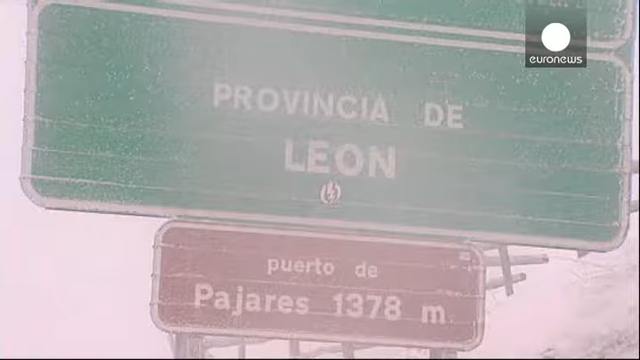 euronews
PROVINCIA DE
LEON
puerto de
Pajares 1378 m